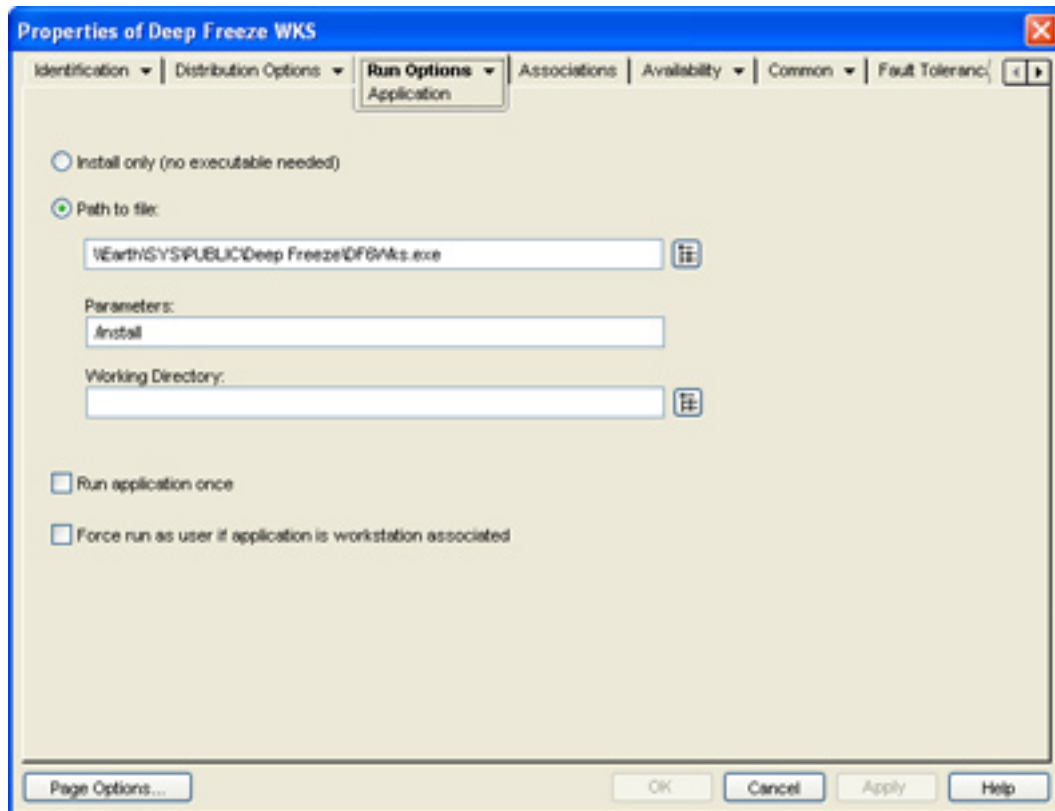 Properties of Deep Freeze WKS
Identification Distribution Options Run Options Associations Availability Common Fault Toleranc
Application
Install only (no executable needed)
Path to file:
\\Earth\SYS\PUBLIC\Deep Freeze\DF6Wks.exe
Parameters:
/install
Working Directory:
Run application once
Force run as user if application is workstation associated
Page Options... OK Cancel Apply Help